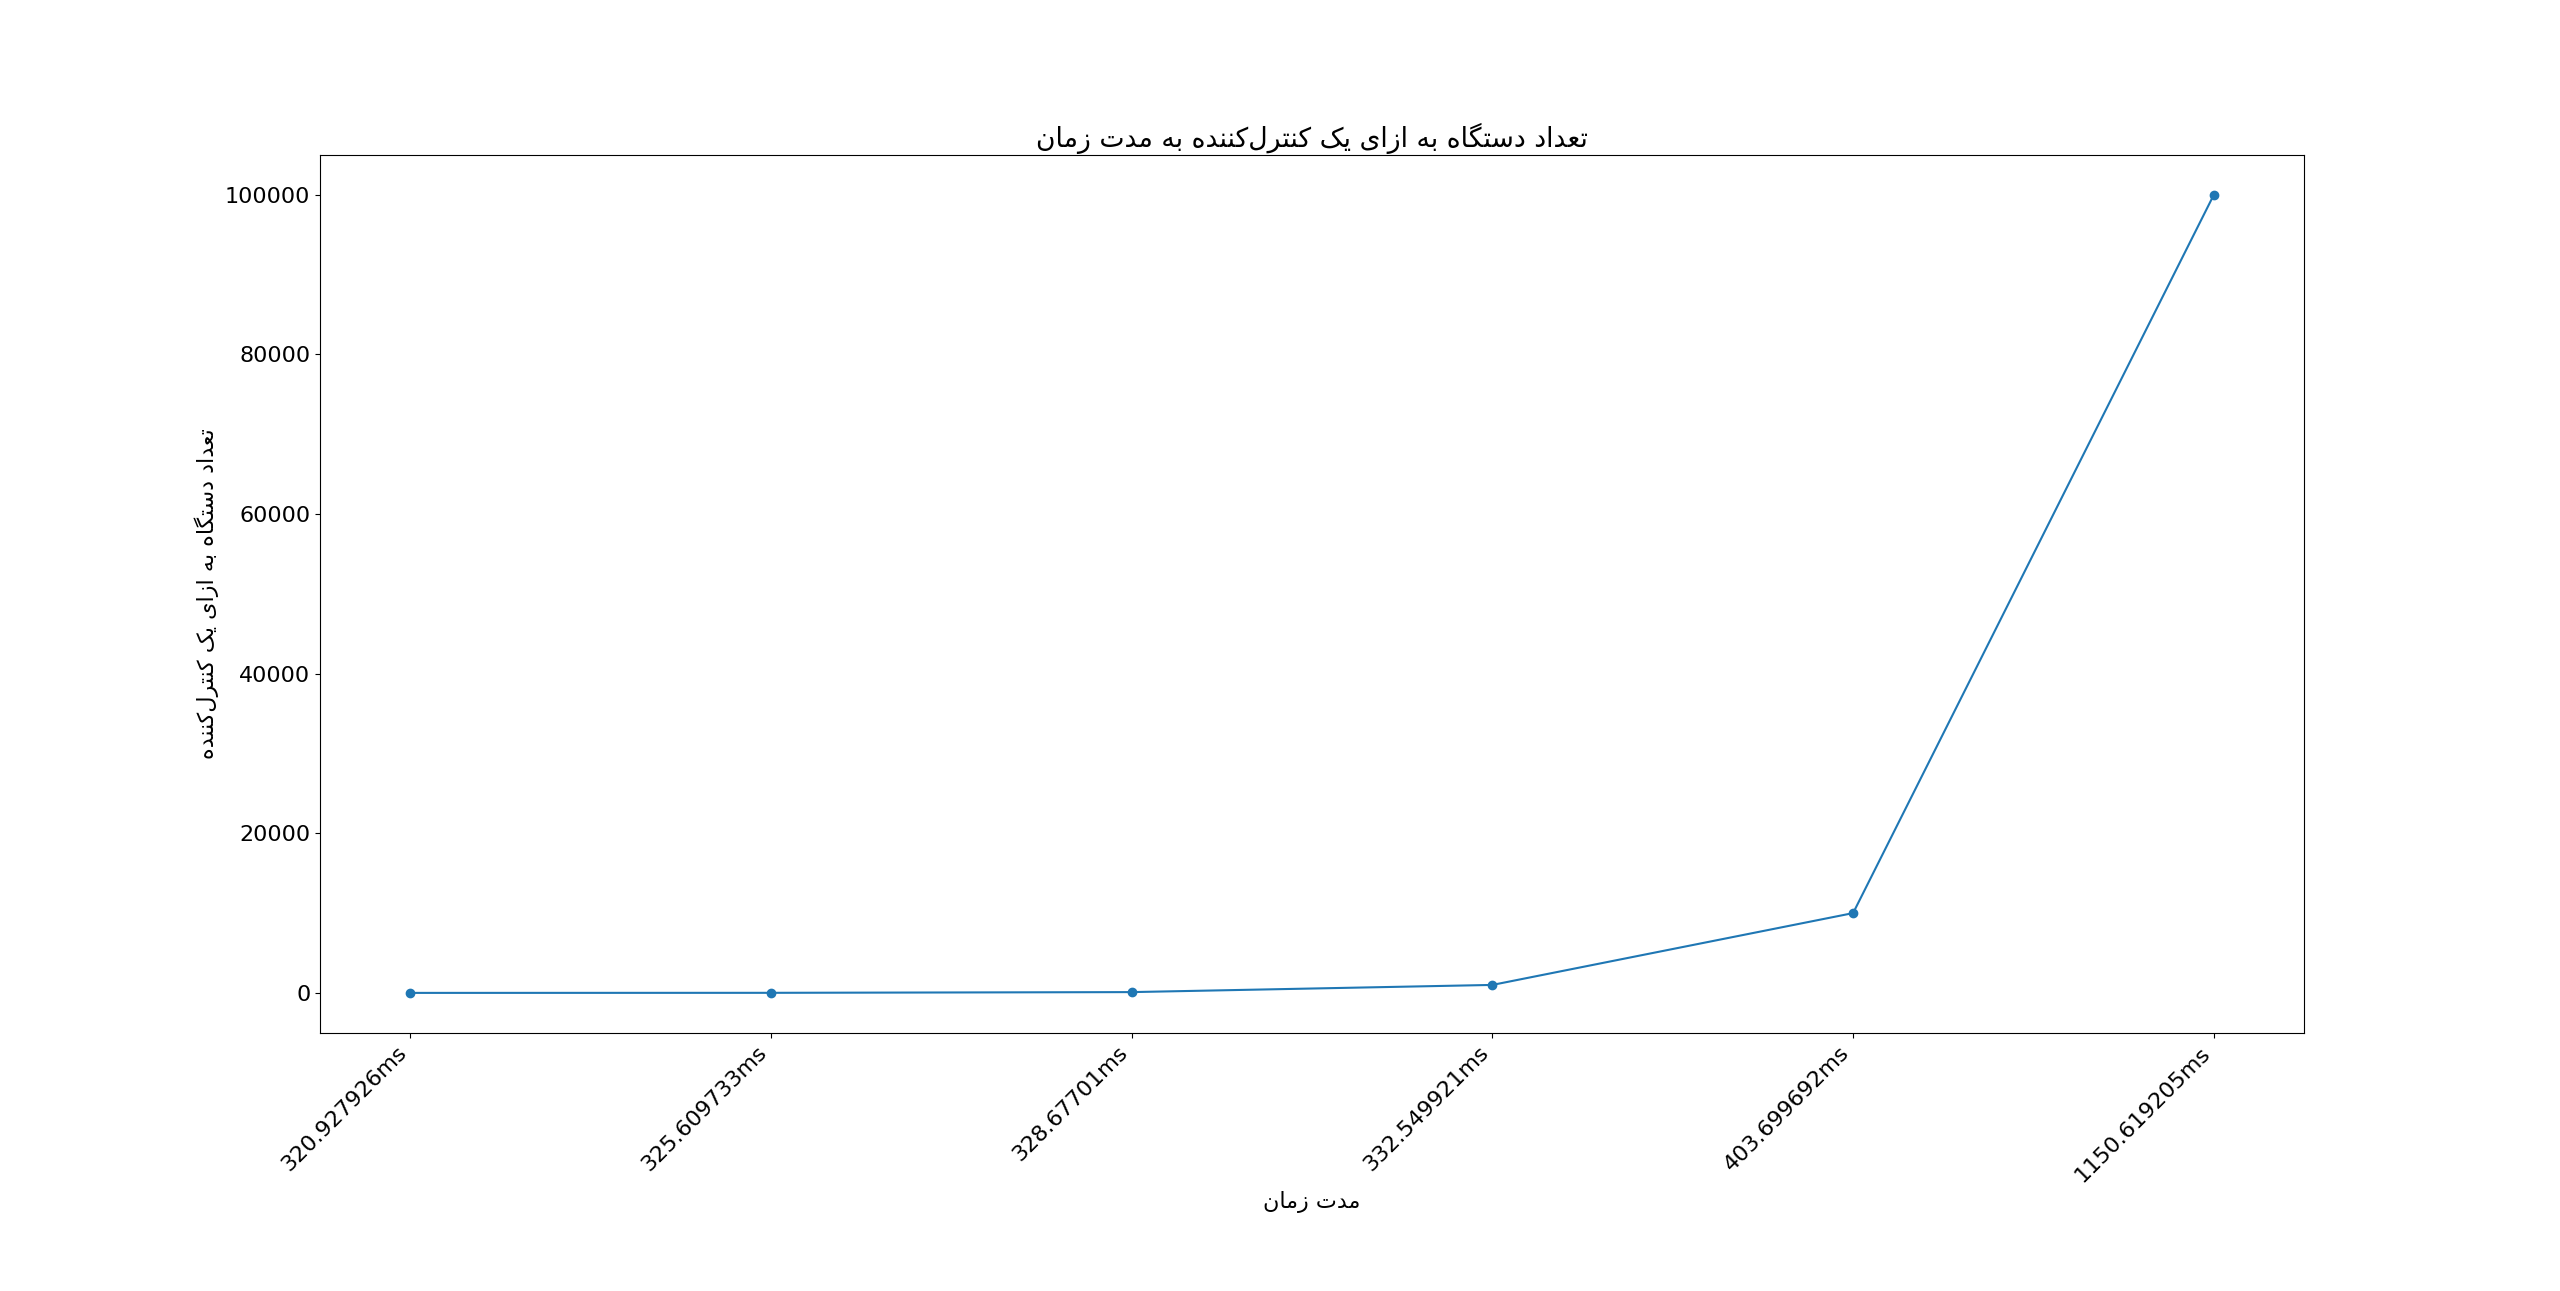 تعداد دستگاه به ازای یک کنترل‌کننده به مدت زمان
تعداد دستگاه به ازای یک کنترل‌کننده
100000
80000
60000
40000
20000
0
320.927926ms
325.609733ms
328.67701ms
332.549921ms
403.699692ms
1150.619205ms
مدت زمان